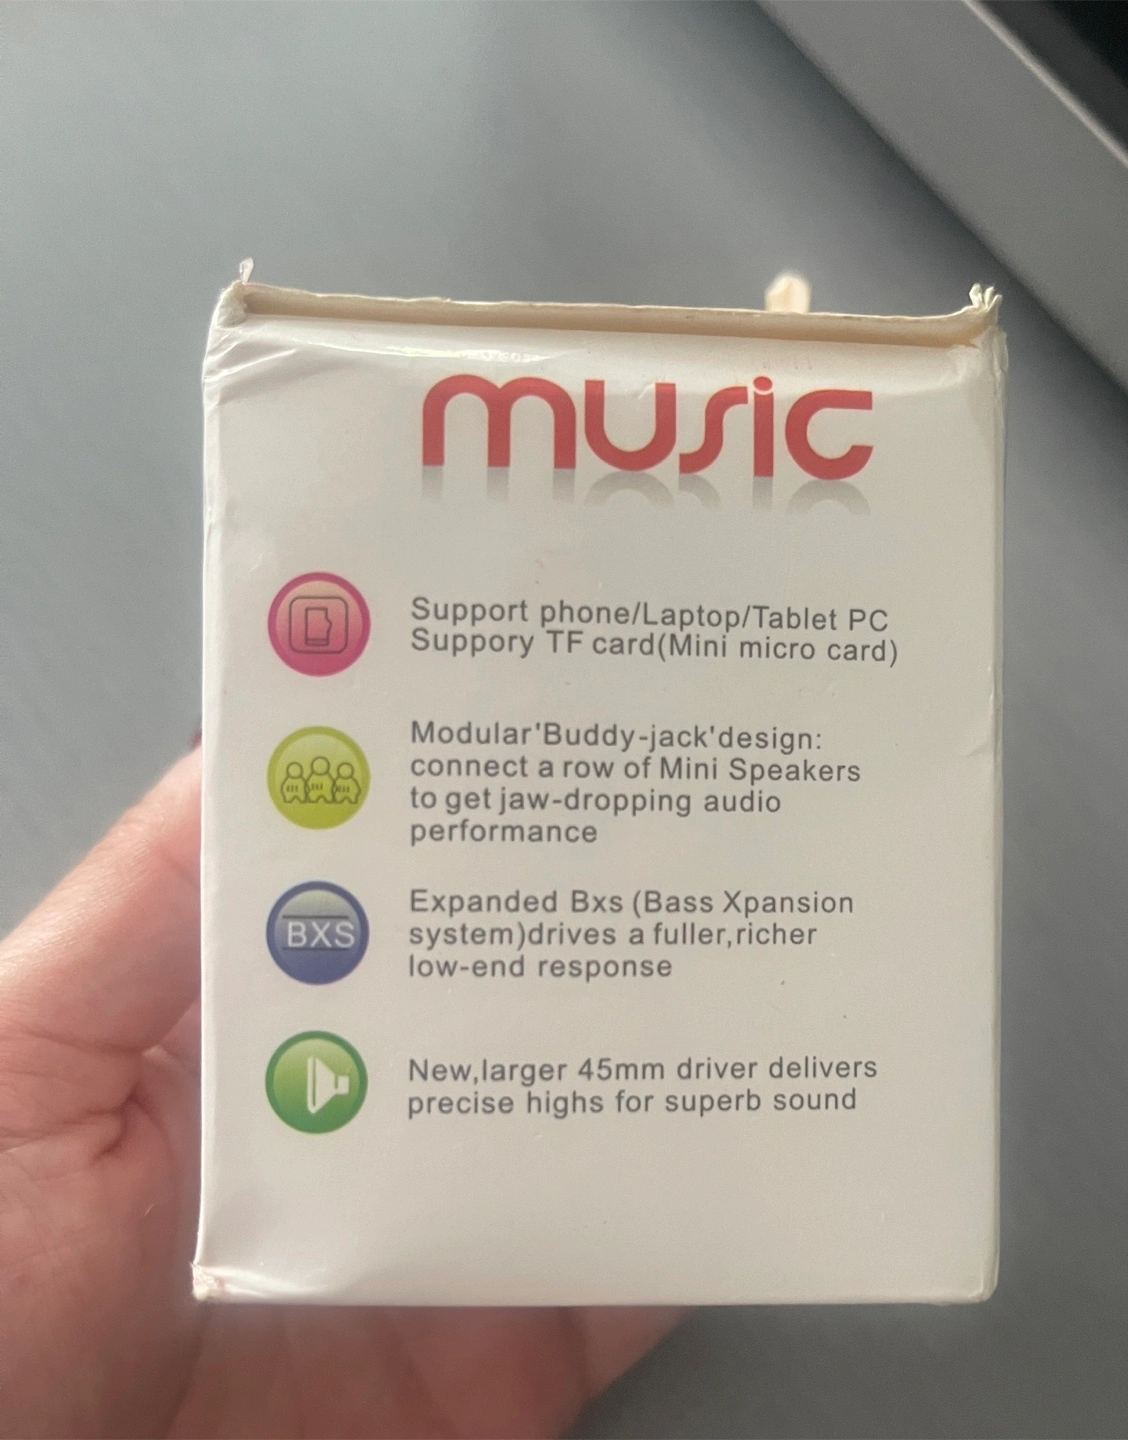 music
Support phone/Laptop/Tablet PC
Suppory TF card(Mini micro card)
Modular'Buddy-jack'design:
connect a row of Mini Speakers
to get jaw-dropping audio
performance
BXS
Expanded Bxs (Bass Xpansion
system)drives a fuller,richer
low-end response
New,larger 45mm driver delivers
precise highs for superb sound